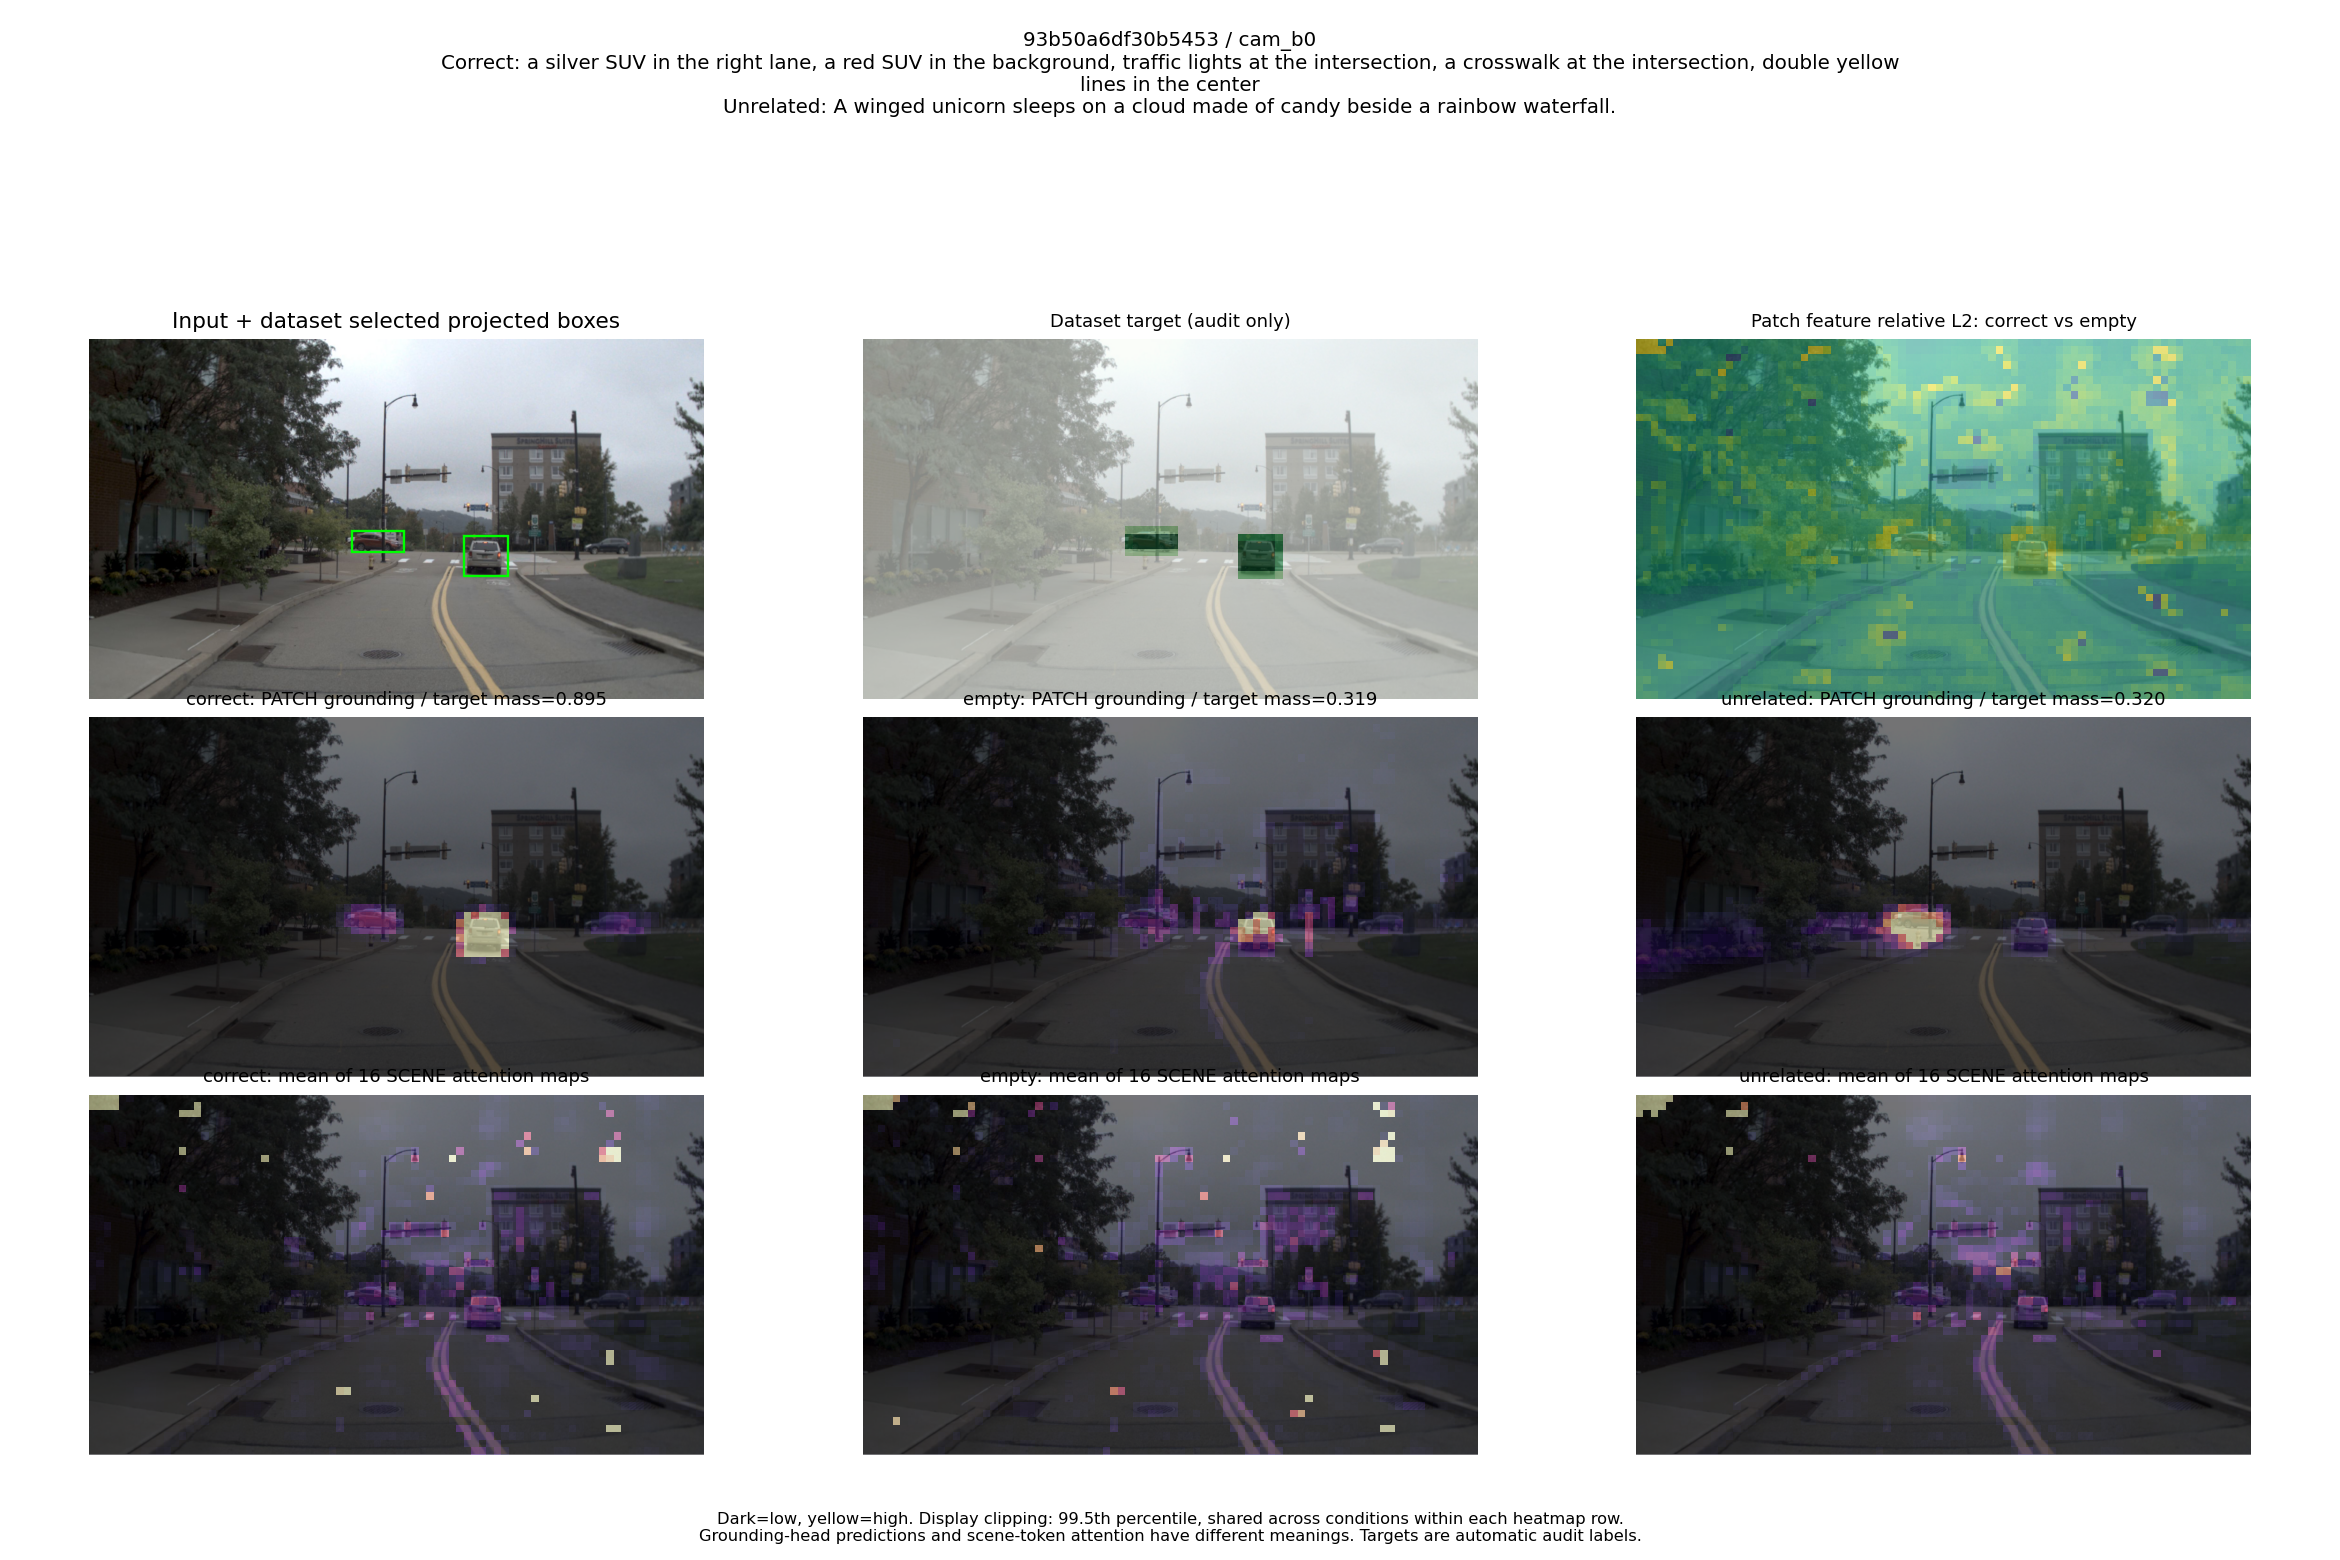 93b50a6df30b5453 / cam_b0
Correct: a silver SUV in the right lane, a red SUV in the background, traffic lights at the intersection, a crosswalk at the intersection, double yellow
lines in the center
Unrelated: A winged unicorn sleeps on a cloud made of candy beside a rainbow waterfall.
Input + dataset selected projected boxes
Dataset target (audit only)
Patch feature relative L2: correct vs empty
correct: PATCH grounding / target mass=0.895
empty: PATCH grounding / target mass=0.319
unrelated: PATCH grounding / target mass=0.320
correct: mean of 16 SCENE attention maps
empty: mean of 16 SCENE attention maps
unrelated: mean of 16 SCENE attention maps
Dark=low, yellow=high. Display clipping: 99.5th percentile, shared across conditions within each heatmap row.
Grounding-head predictions and scene-token attention have different meanings. Targets are automatic audit labels.